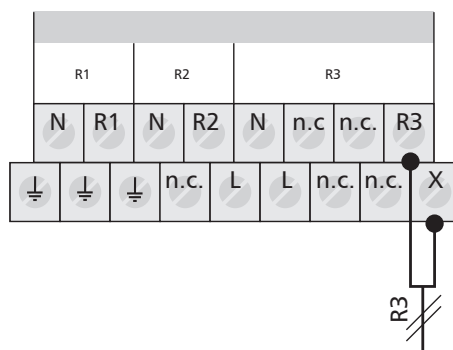 R1 R2 R3
N R1 N R2 N n.c n.c. R3
n.c. L L n.c. n.c. X
R3